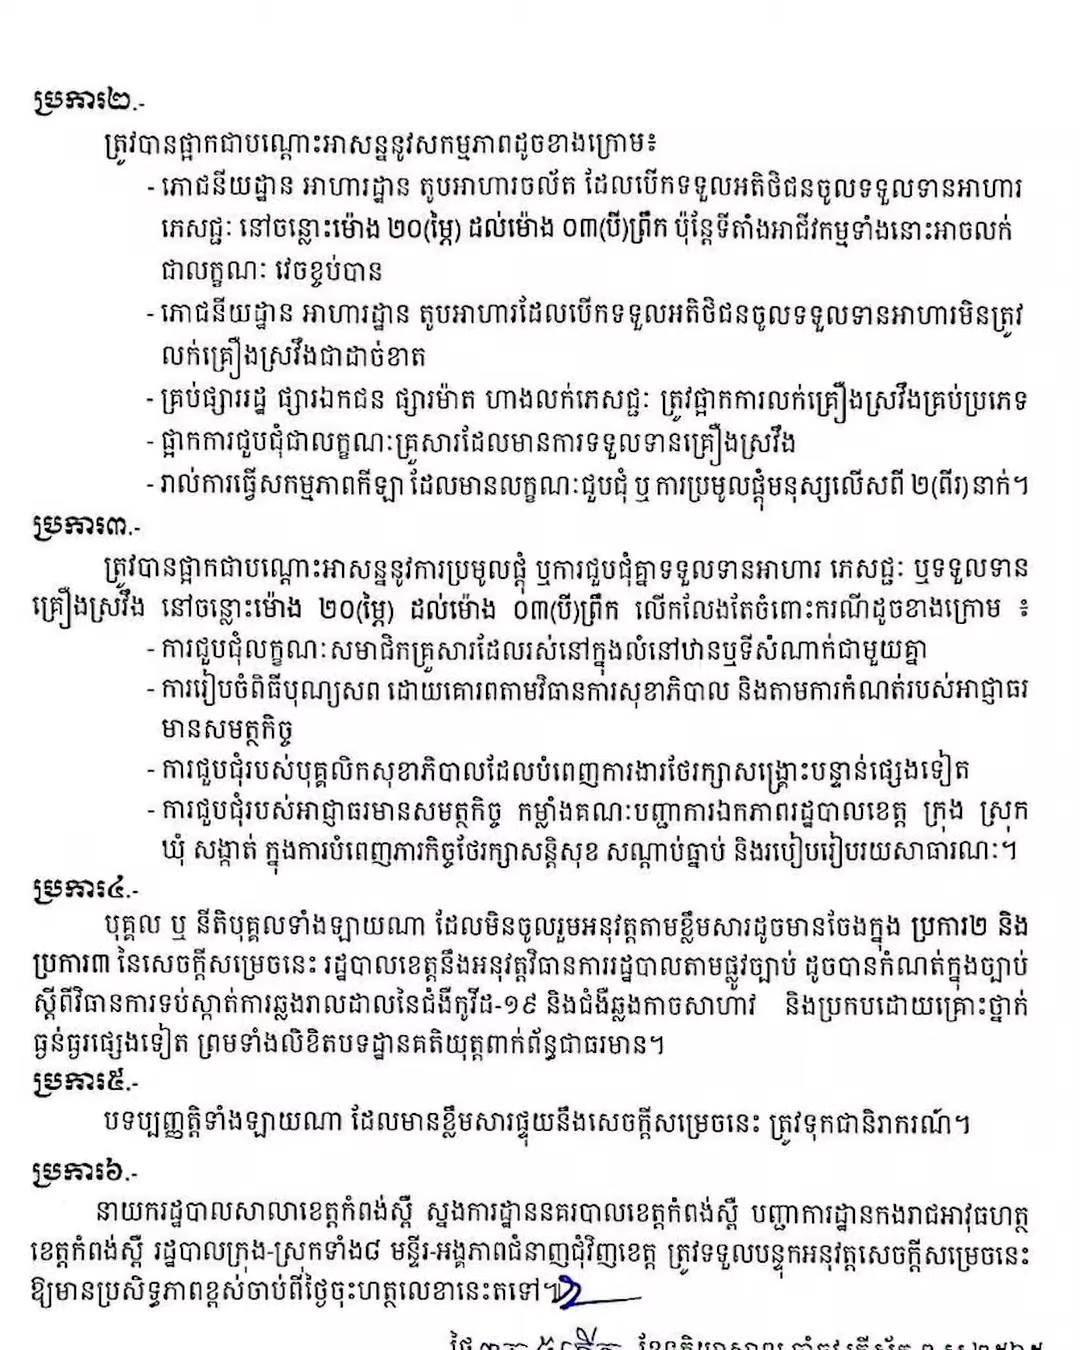 ប្រការ២.-
ត្រូវបានផ្អាកជាបណ្តោះអាសន្ននូវសកម្មភាពដូចខាងក្រោម៖
- ភោជនីយដ្ឋាន អាហារដ្ឋាន តូបអាហារចល័ត ដែលបើកទទួលអតិថិជនចូលទទួលទានអាហារ
ភេសជ្ជៈ នៅចន្លោះម៉ោង ២០(ម្ភៃ) ដល់ម៉ោង ០៣(បី)ព្រឹក ប៉ុន្តែទីតាំងអាជីវកម្មទាំងនោះអាចលក់
ជាលក្ខណៈ វេចខ្ចប់បាន
- ភោជនីយដ្ឋាន អាហារដ្ឋាន តូបអាហារដែលបើកទទួលអតិថិជនចូលទទួលទានអាហារមិនត្រូវ
លក់គ្រឿងស្រវឹងជាដាច់ខាត
- គ្រប់ផ្សាររដ្ឋ ផ្សារឯកជន ផ្សារម៉ាត ហាងលក់ភេសជ្ជៈ ត្រូវផ្អាកការលក់គ្រឿងស្រវឹងគ្រប់ប្រភេទ
- ផ្អាកការជួបជុំជាលក្ខណៈគ្រួសារដែលមានការទទួលទានគ្រឿងស្រវឹង
- រាល់ការធ្វើសកម្មភាពកីឡា ដែលមានលក្ខណៈជួបជុំ ឬ ការប្រមូលផ្តុំមនុស្សលើសពី ២(ពីរ)នាក់។
ប្រការ៣.-
ត្រូវបានផ្អាកជាបណ្តោះអាសន្ននូវការប្រមូលផ្តុំ ឬការជួបជុំគ្នាទទួលទានអាហារ ភេសជ្ជៈ ឬទទួលទាន
គ្រឿងស្រវឹង នៅចន្លោះម៉ោង ២០(ម្ភៃ) ដល់ម៉ោង ០៣(បី)ព្រឹក លើកលែងតែចំពោះករណីដូចខាងក្រោម ៖
- ការជួបជុំលក្ខណៈសមាជិកគ្រួសារដែលរស់នៅក្នុងលំនៅឋានឬទីសំណាក់ជាមួយគ្នា
- ការរៀបចំពិធីបុណ្យសព ដោយគោរពតាមវិធានការសុខាភិបាល និងតាមការកំណត់របស់អាជ្ញាធរ
មានសមត្ថកិច្ច
- ការជួបជុំរបស់បុគ្គលិកសុខាភិបាលដែលបំពេញការងារថែរក្សាសង្គ្រោះបន្ទាន់ផ្សេងទៀត
- ការជួបជុំរបស់អាជ្ញាធរមានសមត្ថកិច្ច កម្លាំងគណៈបញ្ជាការឯកភាពរដ្ឋបាលខេត្ត ក្រុង ស្រុក
ឃុំ សង្កាត់ ក្នុងការបំពេញភារកិច្ចថែរក្សាសន្តិសុខ សណ្តាប់ធ្នាប់ និងរបៀបរៀបរយសាធារណៈ។
ប្រការ៤.-
បុគ្គល ឬ នីតិបុគ្គលទាំងឡាយណា ដែលមិនចូលរួមអនុវត្តតាមខ្លឹមសារដូចមានចែងក្នុង ប្រការ២ និង
ប្រការ៣ នៃសេចក្តីសម្រេចនេះ រដ្ឋបាលខេត្តនឹងអនុវត្តវិធានការរដ្ឋបាលតាមផ្លូវច្បាប់ ដូចបានកំណត់ក្នុងច្បាប់
ស្តីពីវិធានការទប់ស្កាត់ការឆ្លងរាលដាលនៃជំងឺកូវីដ-១៩ និងជំងឺឆ្លងកាចសាហាវ និងប្រកបដោយគ្រោះថ្នាក់
ធ្ងន់ធ្ងរផ្សេងទៀត ព្រមទាំងលិខិតបទដ្ឋានគតិយុត្តពាក់ព័ន្ធជាធរមាន។
ប្រការ៥.-
បទប្បញ្ញត្តិទាំងឡាយណា ដែលមានខ្លឹមសារផ្ទុយនឹងសេចក្តីសម្រេចនេះ ត្រូវទុកជានិរាករណ៍។
ប្រការ៦.-
នាយករដ្ឋបាលសាលាខេត្តកំពង់ស្ពឺ ស្នងការដ្ឋាននគរបាលខេត្តកំពង់ស្ពឺ បញ្ជាការដ្ឋានកងរាជអាវុធហត្ថ
ខេត្តកំពង់ស្ពឺ រដ្ឋបាលក្រុង-ស្រុកទាំង៨ មន្ទីរ-អង្គភាពជំនាញជុំវិញខេត្ត ត្រូវទទួលបន្ទុកអនុវត្តសេចក្តីសម្រេចនេះ
ឱ្យមានប្រសិទ្ធភាពខ្ពស់ចាប់ពីថ្ងៃចុះហត្ថលេខានេះតទៅ។